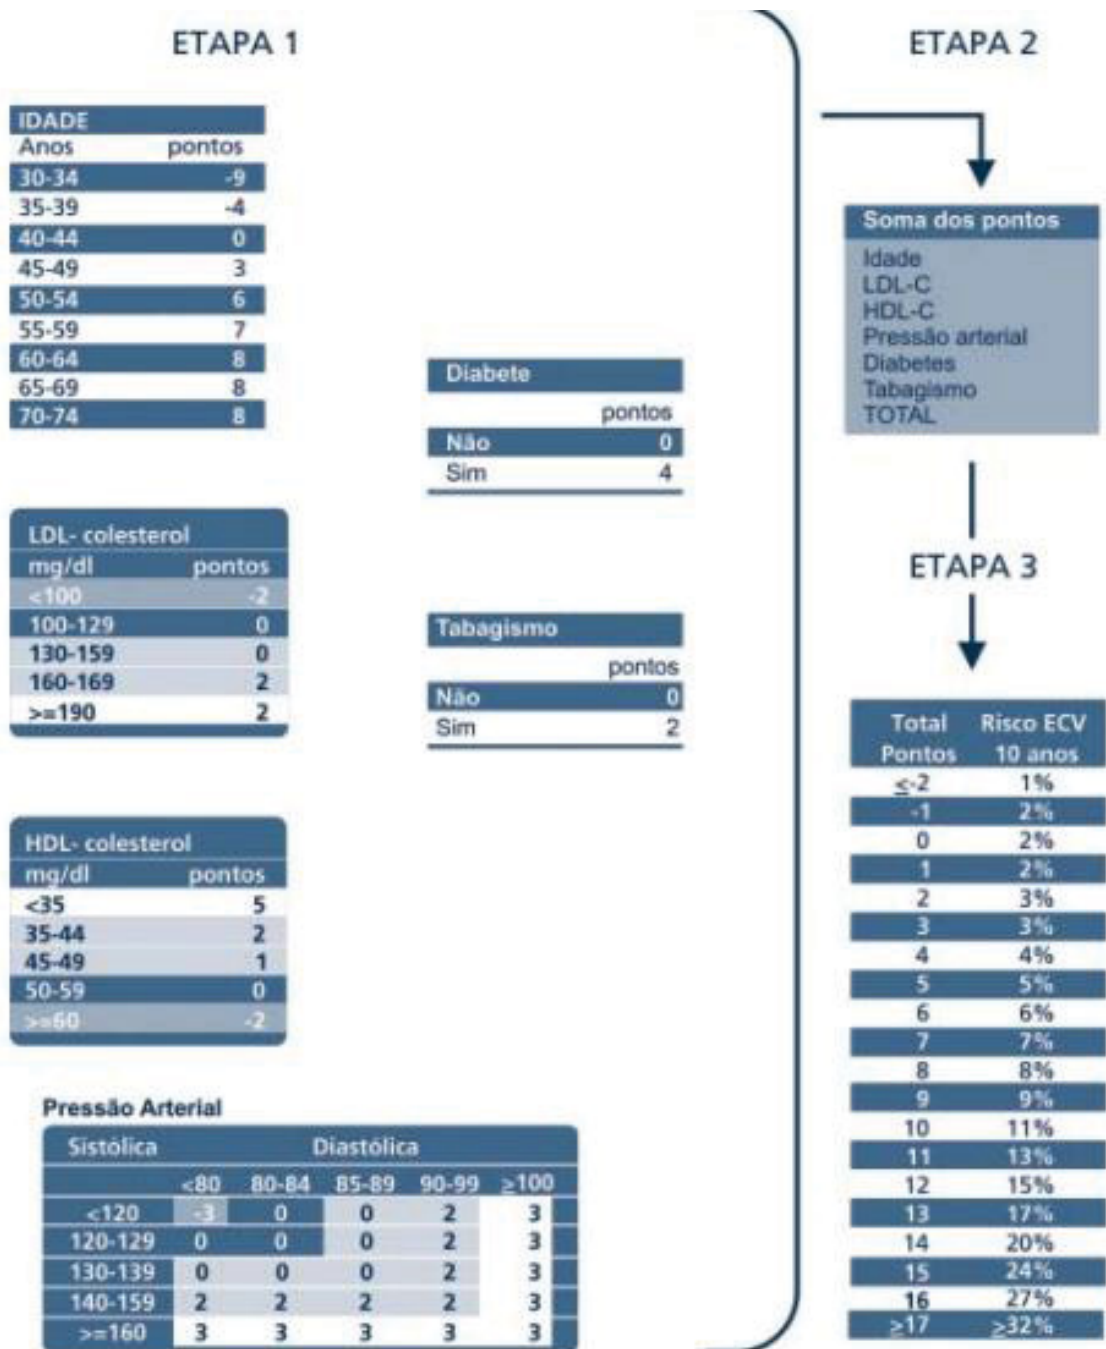 ETAPA 1
IDADE
Anos pontos
30-34 -9
35-39 -4
40-44 0
45-49 3
50-54 6
55-59 7
60-64 8
65-69 8
70-74 8
LDL- colesterol
mg/dl pontos
<100 -2
100-129 0
130-159 0
160-169 2
>=190 2
HDL- colesterol
mg/dl pontos
<35 5
35-44 2
45-49 1
50-59 0
>=60 -2
Pressão Arterial
Sistólica Diastólica
<80 80-84 85-89 90-99 ≥100
<120 -3 0 0 2 3
120-129 0 0 0 2 3
130-139 0 0 0 2 3
140-159 2 2 2 2 3
>=160 3 3 3 3 3
Diabete
pontos
Não 0
Sim 4
Tabagismo
pontos
Não 0
Sim 2
ETAPA 2
Soma dos pontos
Idade
LDL-C
HDL-C
Pressão arterial
Diabetes
Tabagismo
TOTAL
ETAPA 3
Total Risco ECV
Pontos 10 anos
≤-2 1%
-1 2%
0 2%
1 2%
2 3%
3 3%
4 4%
5 5%
6 6%
7 7%
8 8%
9 9%
10 11%
11 13%
12 15%
13 17%
14 20%
15 24%
16 27%
≥17 ≥32%